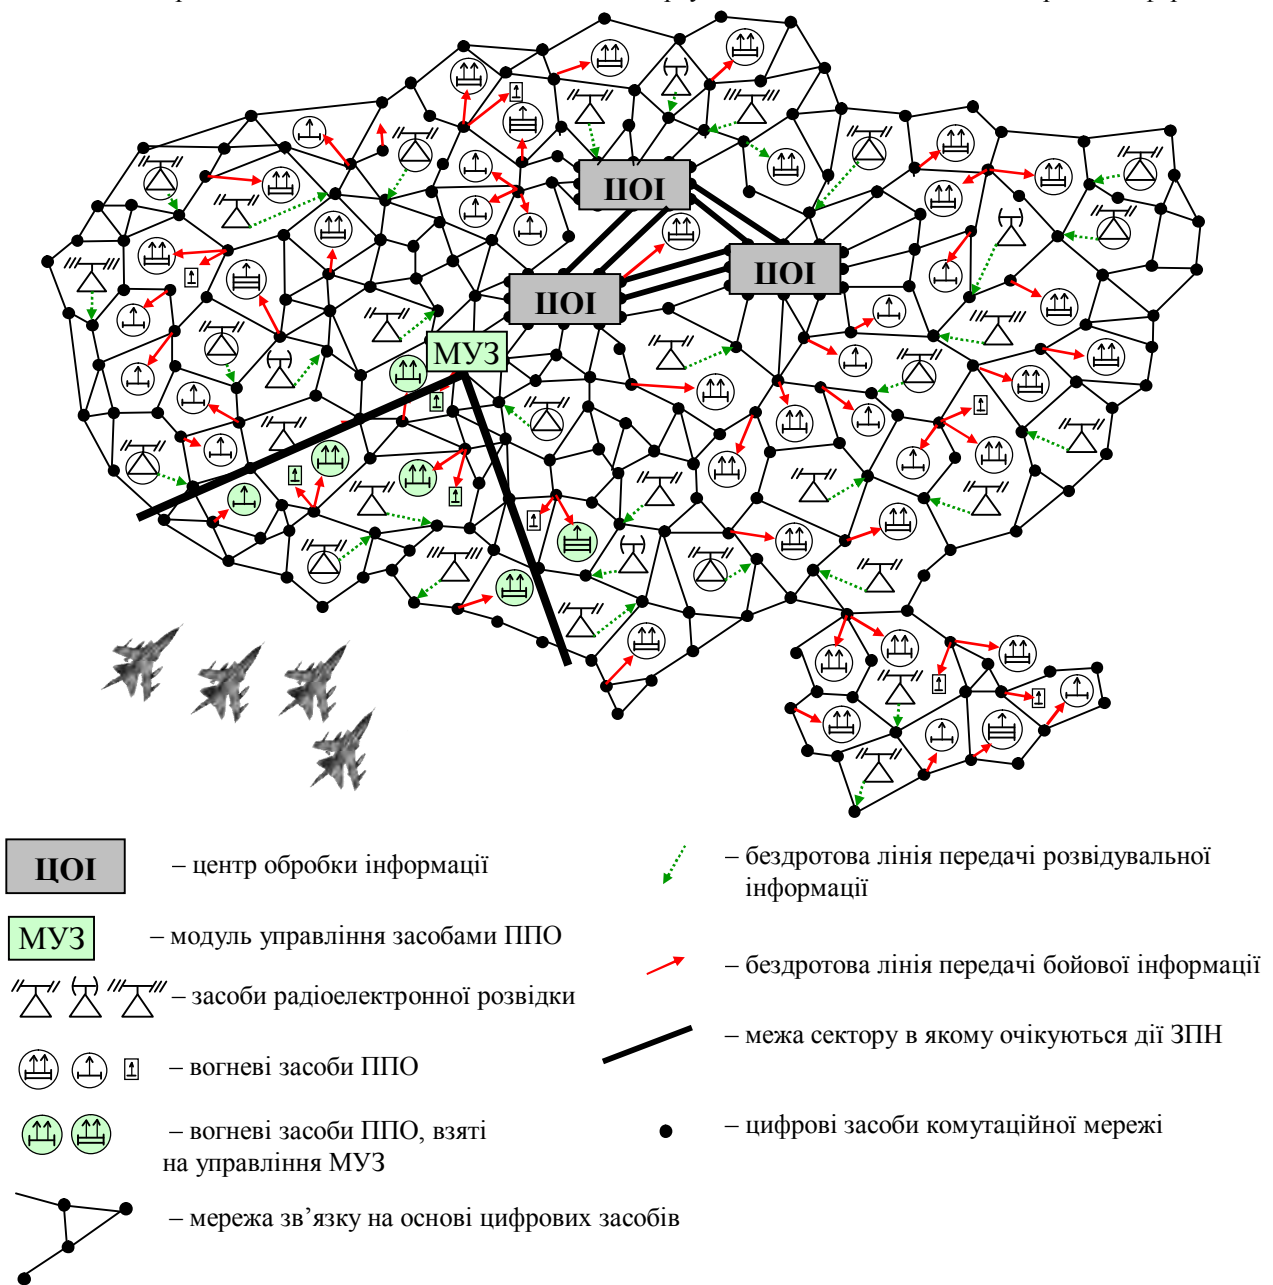 ЦОІ
ЦОІ
ЦОІ
МУЗ
ЦОІ
– центр обробки інформації
– бездротова лінія передачі розвідувальної
інформації
МУЗ
– модуль управління засобами ППО
– бездротова лінія передачі бойової інформації
– засоби радіоелектронної розвідки
– межа сектору в якому очікуються дії ЗПН
– вогневі засоби ППО
– вогневі засоби ППО, взяті
на управління МУЗ
– цифрові засоби комутаційної мережі
– мережа зв’язку на основі цифрових засобів